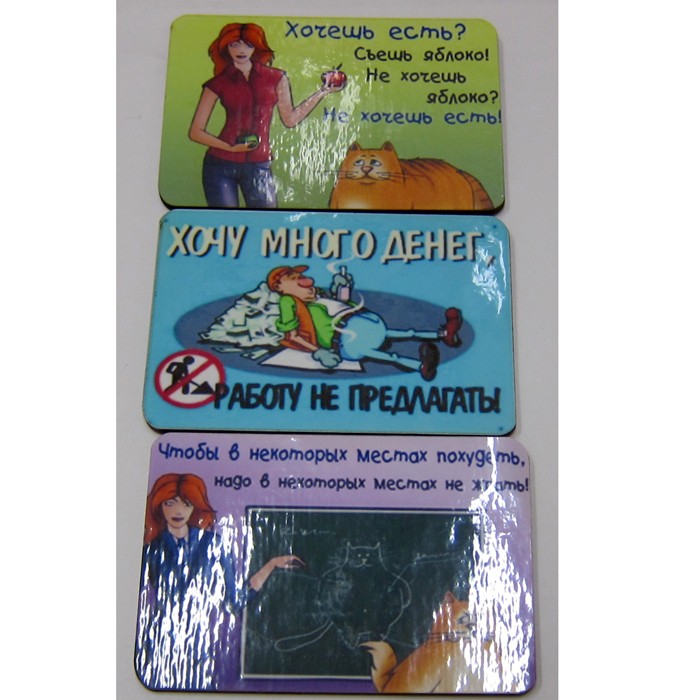 Хочешь есть?
Съешь яблоко!
Не хочешь
яблоко?
Не хочешь есть!
ХОЧУ МНОГО ДЕНЕГ,
РАБОТУ НЕ ПРЕДЛАГАТЬ!
Чтобы в некоторых местах похудеть,
надо в некоторых местах не жрать!